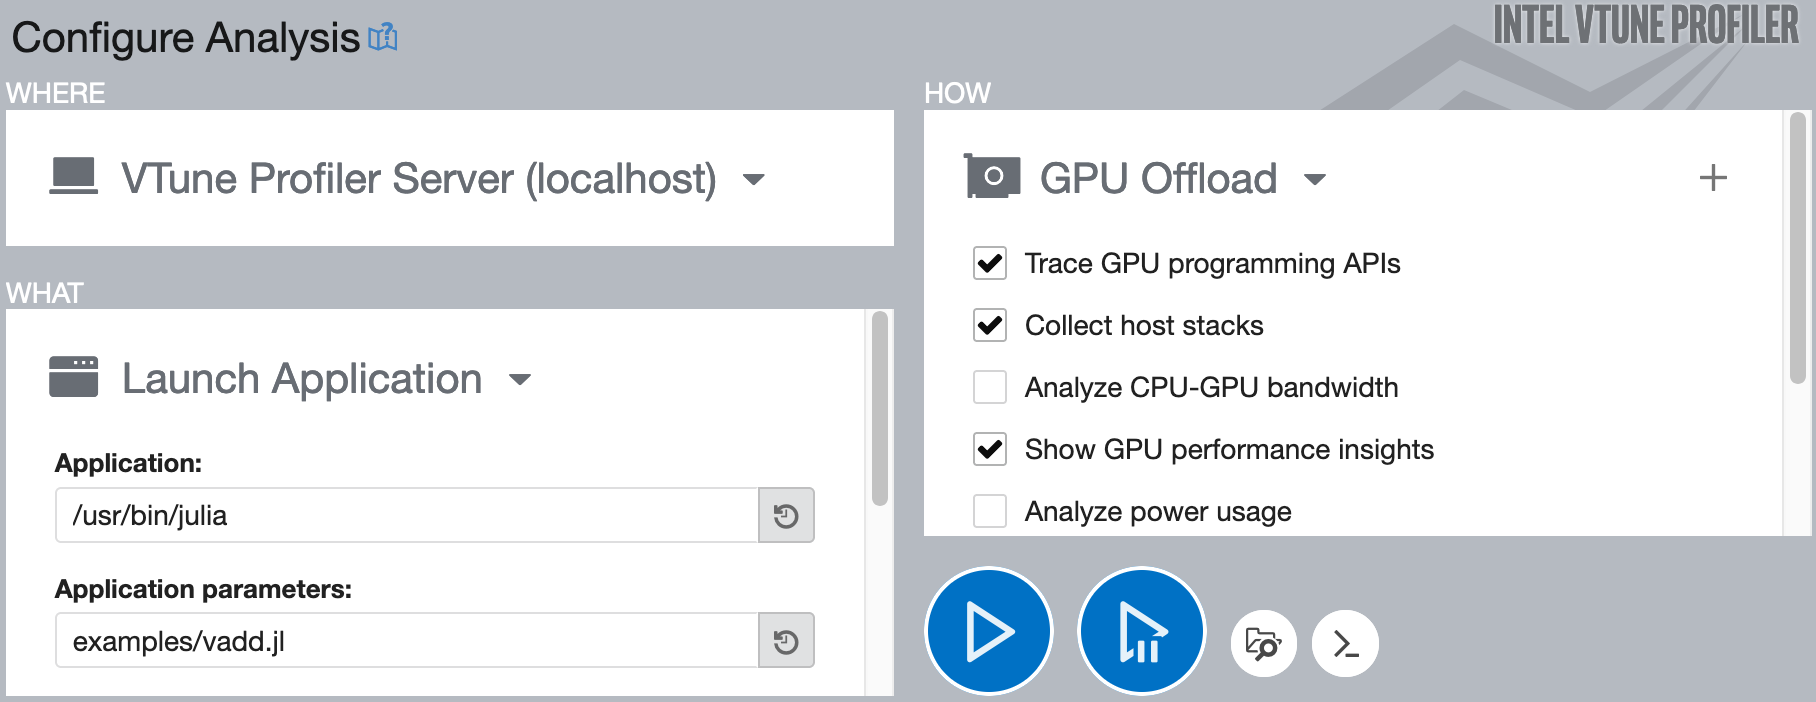 Configure Analysis
INTEL VTUNE PROFILER
WHERE
VTune Profiler Server (localhost)
WHAT
Launch Application
Application:
/usr/bin/julia
Application parameters:
examples/vadd.jl
HOW
GPU Offload
Trace GPU programming APIs
Collect host stacks
Analyze CPU-GPU bandwidth
Show GPU performance insights
Analyze power usage